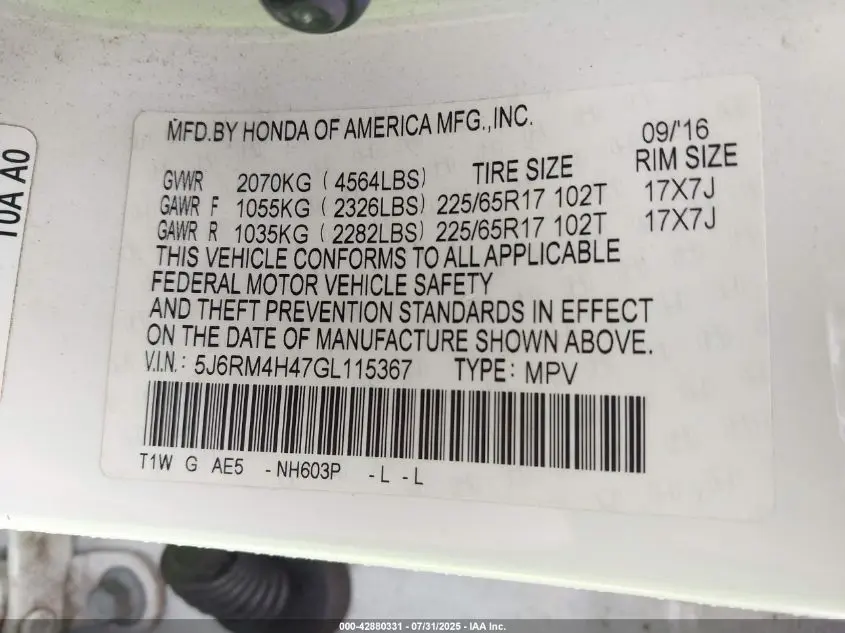 MFD.BY HONDA OF AMERICA MFG.,INC.
09/'16
TIRE SIZE RIM SIZE
GVWR 2070KG ( 4564LBS)
GAWR F 1055KG ( 2326LBS) 225/65R17 102T 17X7J
GAWR R 1035KG ( 2282LBS) 225/65R17 102T 17X7J
THIS VEHICLE CONFORMS TO ALL APPLICABLE
FEDERAL MOTOR VEHICLE SAFETY
AND THEFT PREVENTION STANDARDS IN EFFECT
ON THE DATE OF MANUFACTURE SHOWN ABOVE.
V.I.N.: 5J6RM4H47GL115367 TYPE: MPV
T1W G AE5 -NH603P -L -L
T0A A0
000-42880331 - 07/31/2025 - IAA Inc.